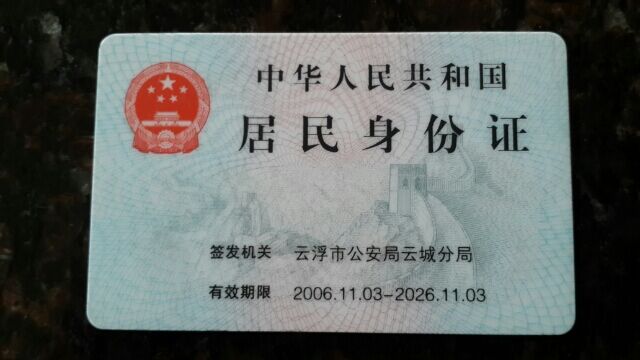 中华人民共和国
居民身份证
签发机关 云浮市公安局云城分局
有效期限 2006.11.03-2026.11.03